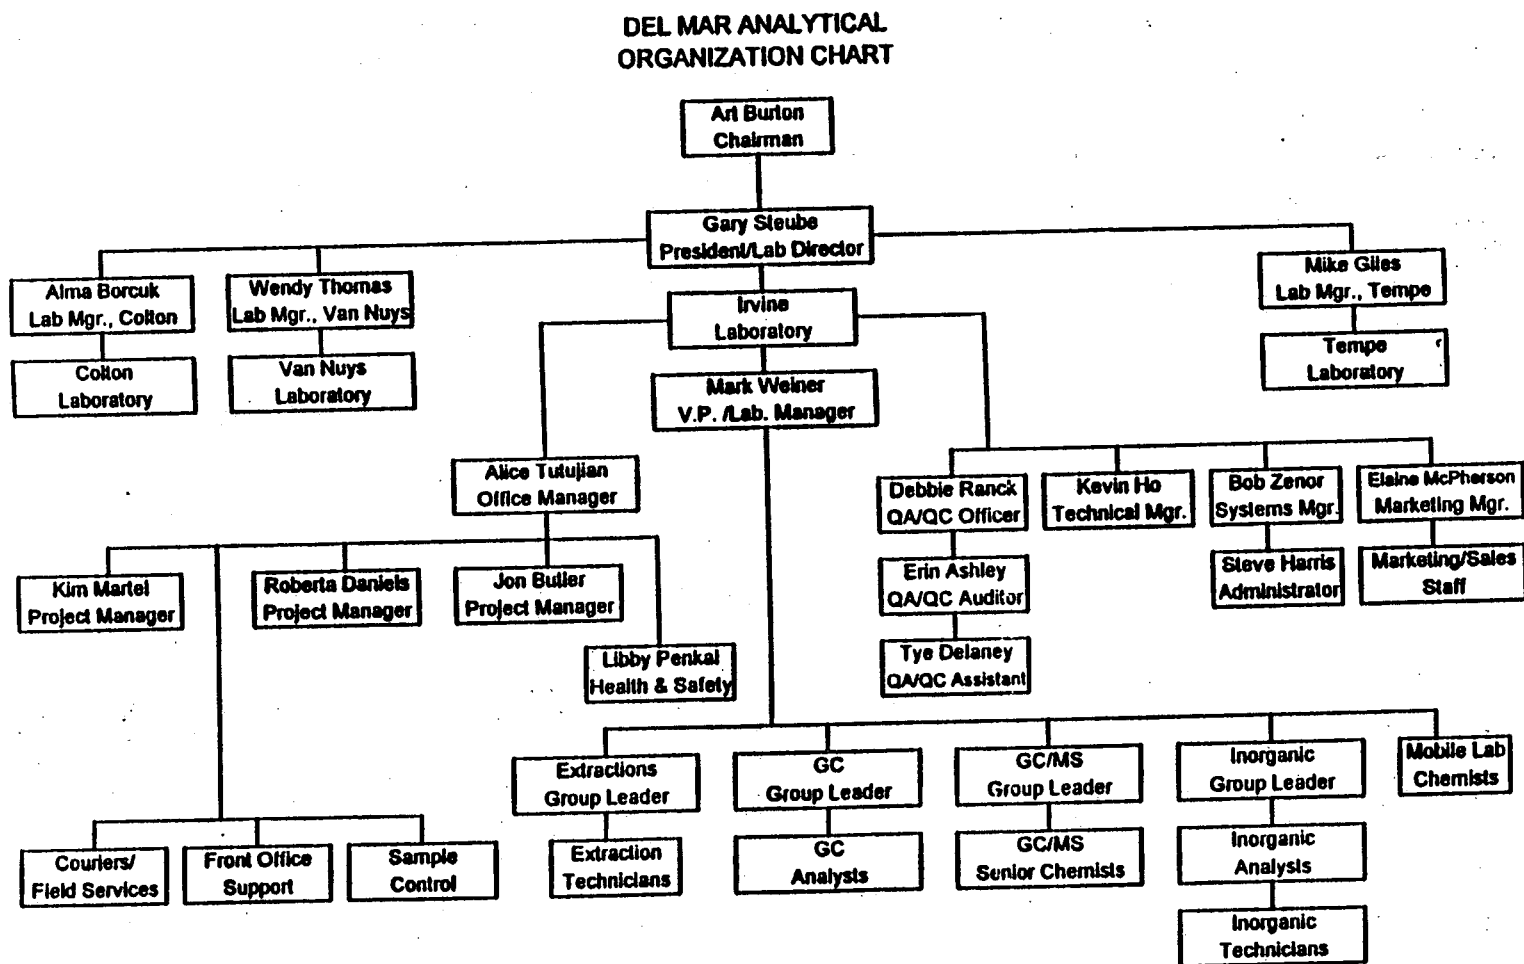 DEL MAR ANALYTICAL
ORGANIZATION CHART
Art Burton
Chairman
Gary Steube
President/Lab Director
Alma Borcuk
Lab Mgr., Colton
Wendy Thomas
Lab Mgr., Van Nuys
Irvine
Laboratory
Mike Giles
Lab Mgr., Tempe
Colton
Laboratory
Van Nuys
Laboratory
Mark Weiner
V.P. /Lab. Manager
Tempe
Laboratory
Alice Tutujian
Office Manager
Debbie Ranck
QA/QC Officer
Kevin Ho
Technical Mgr.
Bob Zenor
Systems Mgr.
Elaine McPherson
Marketing Mgr.
Kim Martel
Project Manager
Roberta Daniels
Project Manager
Jon Butler
Project Manager
Erin Ashley
QA/QC Auditor
Steve Harris
Administrator
Marketing/Sales
Staff
Libby Penkal
Health & Safety
Tye Delaney
QA/QC Assistant
Extractions
Group Leader
GC
Group Leader
GC/MS
Group Leader
Inorganic
Group Leader
Mobile Lab
Chemists
Couriers/
Field Services
Front Office
Support
Sample
Control
Extraction
Technicians
GC
Analysts
GC/MS
Senior Chemists
Inorganic
Analysis
Inorganic
Technicians